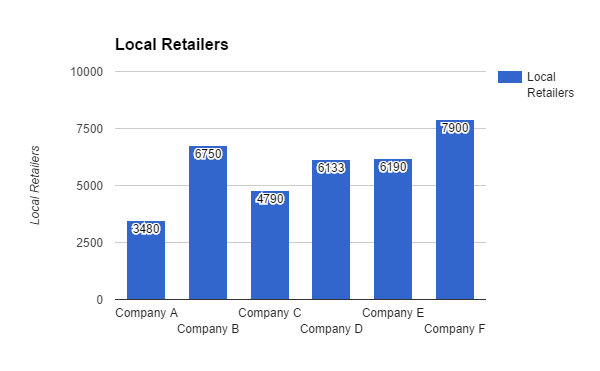 Local Retailers
10000
7500
5000
2500
0
Local Retailers
3480
6750
4790
6133
6190
7900
Company A
Company B
Company C
Company D
Company E
Company F
Local
Retailers